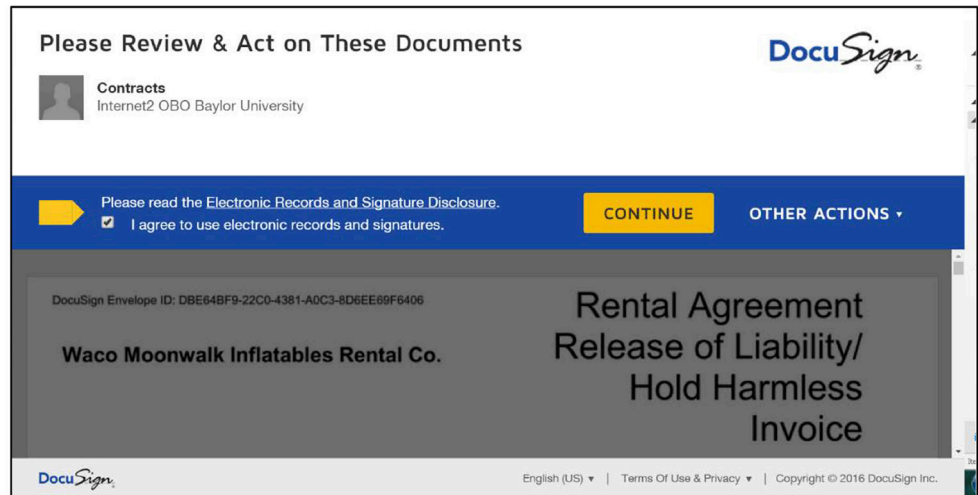 Please Review & Act on These Documents
DocuSign
Contracts
Internet2 OBO Baylor University
Please read the Electronic Records and Signature Disclosure.
I agree to use electronic records and signatures.
CONTINUE
OTHER ACTIONS
DocuSign Envelope ID: DBE64BF9-22C0-4381-A0C3-8D6EE69F6406
Waco Moonwalk Inflatables Rental Co.
Rental Agreement
Release of Liability/
Hold Harmless
Invoice
DocuSign
English (US) | Terms Of Use & Privacy | Copyright © 2016 DocuSign Inc.